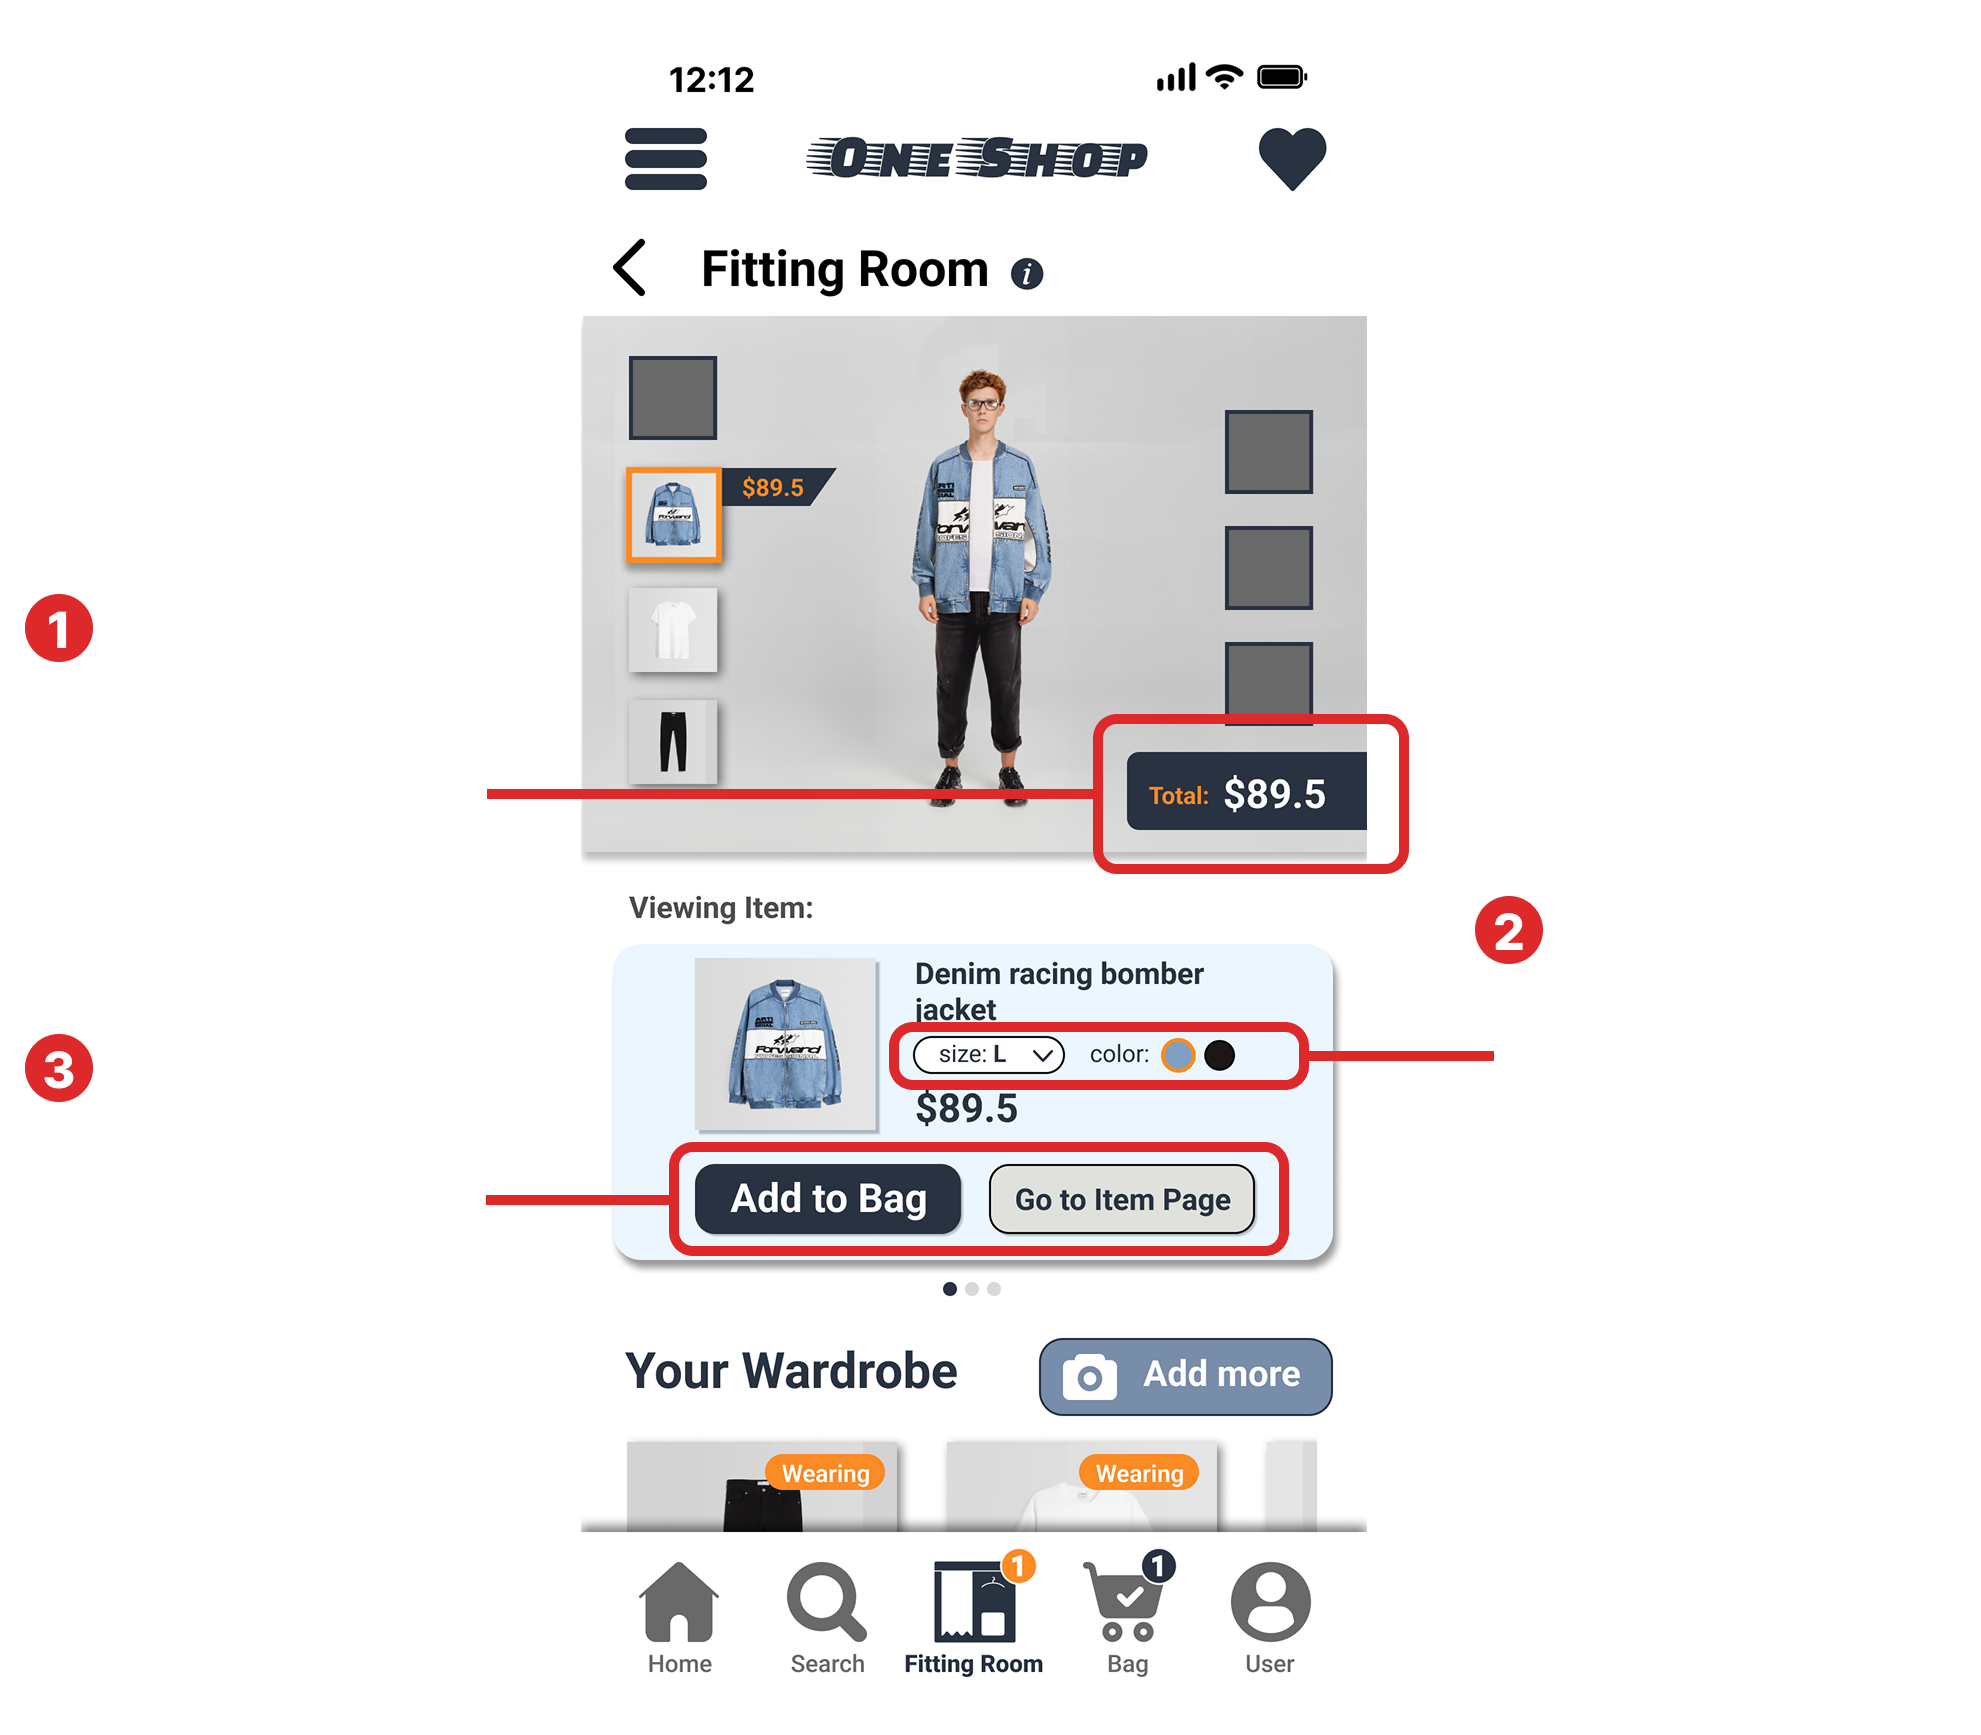 12:12
ONE SHOP
Fitting Room i
$89.5
1
Total: $89.5
Viewing Item:
2
Denim racing bomber
jacket
3
size: L color:
Forward
$89.5
Add to Bag Go to Item Page
Your Wardrobe Add more
Wearing Wearing
1 1
Home Search Fitting Room Bag User